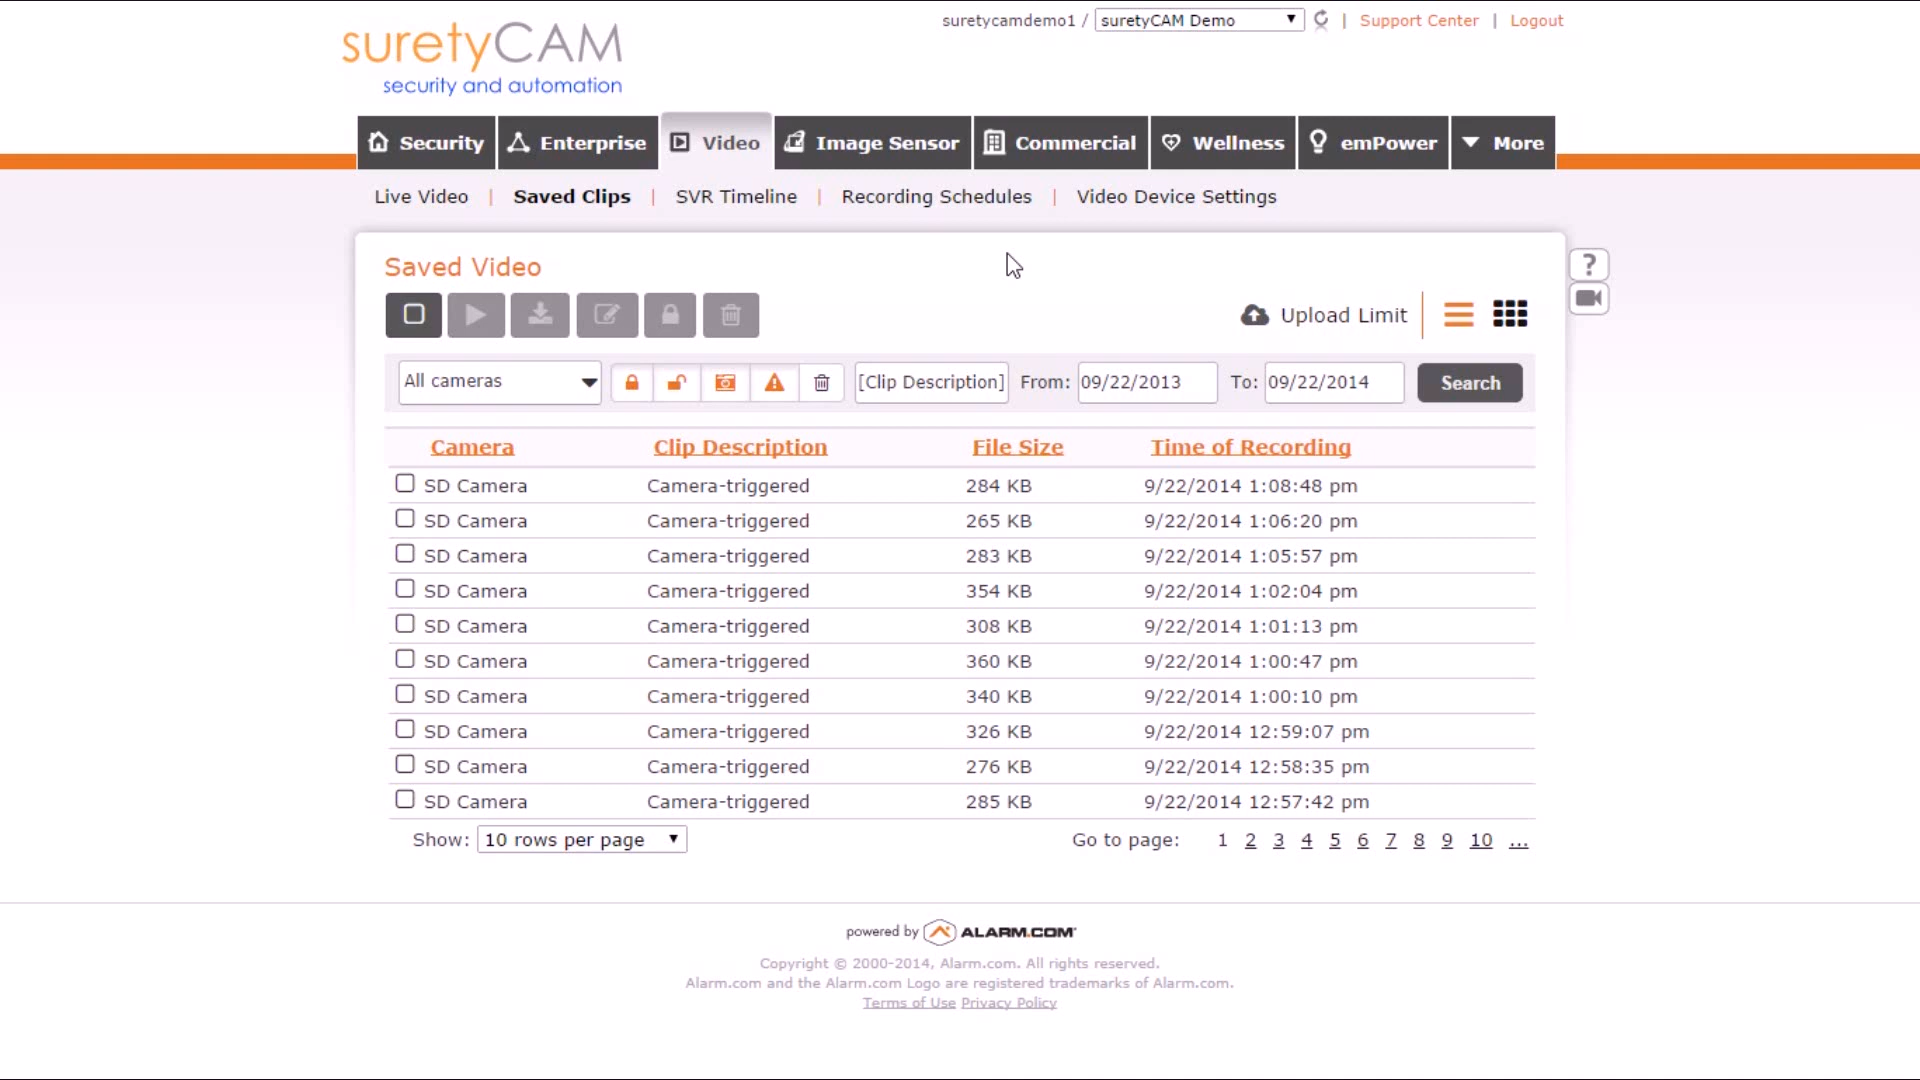 suretyCAM
security and automation
suretycamdemo1 / suretyCAM Demo | Support Center | Logout
Security Enterprise Video Image Sensor Commercial Wellness emPower More
Live Video | Saved Clips | SVR Timeline | Recording Schedules | Video Device Settings
Saved Video
?
Upload Limit
All cameras [Clip Description] From: 09/22/2013 To: 09/22/2014 Search
Camera Clip Description File Size Time of Recording
SD Camera Camera-triggered 284 KB 9/22/2014 1:08:48 pm
SD Camera Camera-triggered 265 KB 9/22/2014 1:06:20 pm
SD Camera Camera-triggered 283 KB 9/22/2014 1:05:57 pm
SD Camera Camera-triggered 354 KB 9/22/2014 1:02:04 pm
SD Camera Camera-triggered 308 KB 9/22/2014 1:01:13 pm
SD Camera Camera-triggered 360 KB 9/22/2014 1:00:47 pm
SD Camera Camera-triggered 340 KB 9/22/2014 1:00:10 pm
SD Camera Camera-triggered 326 KB 9/22/2014 12:59:07 pm
SD Camera Camera-triggered 276 KB 9/22/2014 12:58:35 pm
SD Camera Camera-triggered 285 KB 9/22/2014 12:57:42 pm
Show: 10 rows per page Go to page: 1 2 3 4 5 6 7 8 9 10 ...
powered by ALARM.COM
Copyright © 2000-2014, Alarm.com. All rights reserved.
Alarm.com and the Alarm.com Logo are registered trademarks of Alarm.com.
Terms of Use Privacy Policy